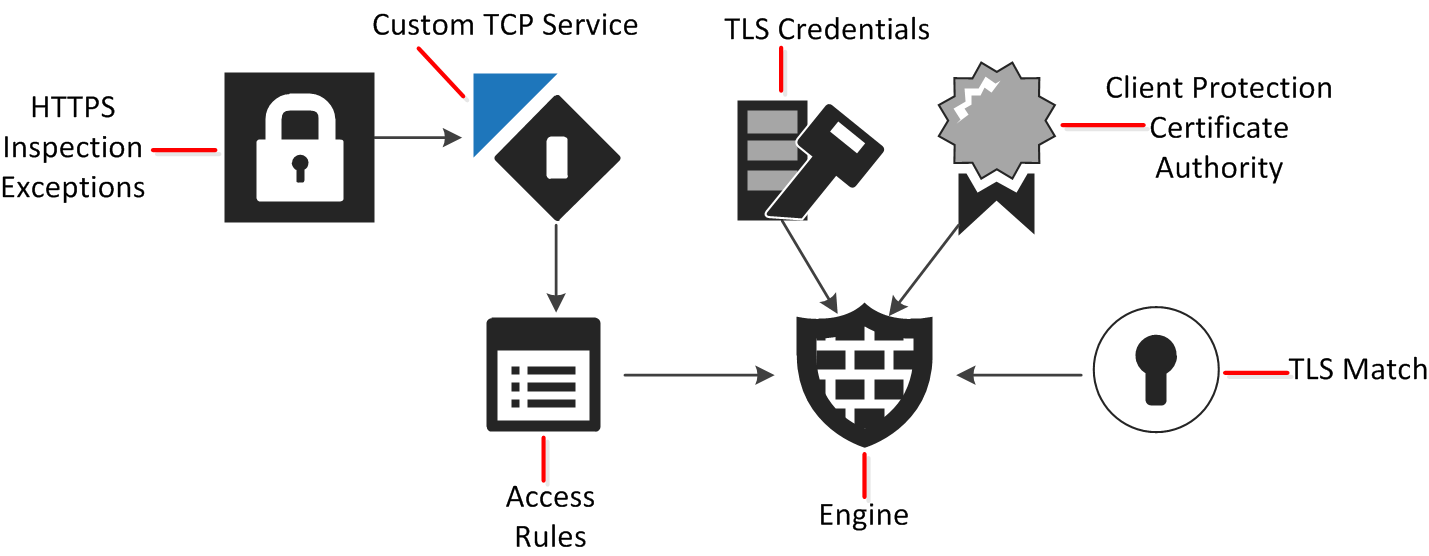 Custom TCP Service
TLS Credentials
HTTPS
Inspection
Exceptions
Client Protection
Certificate
Authority
TLS Match
Access
Rules
Engine